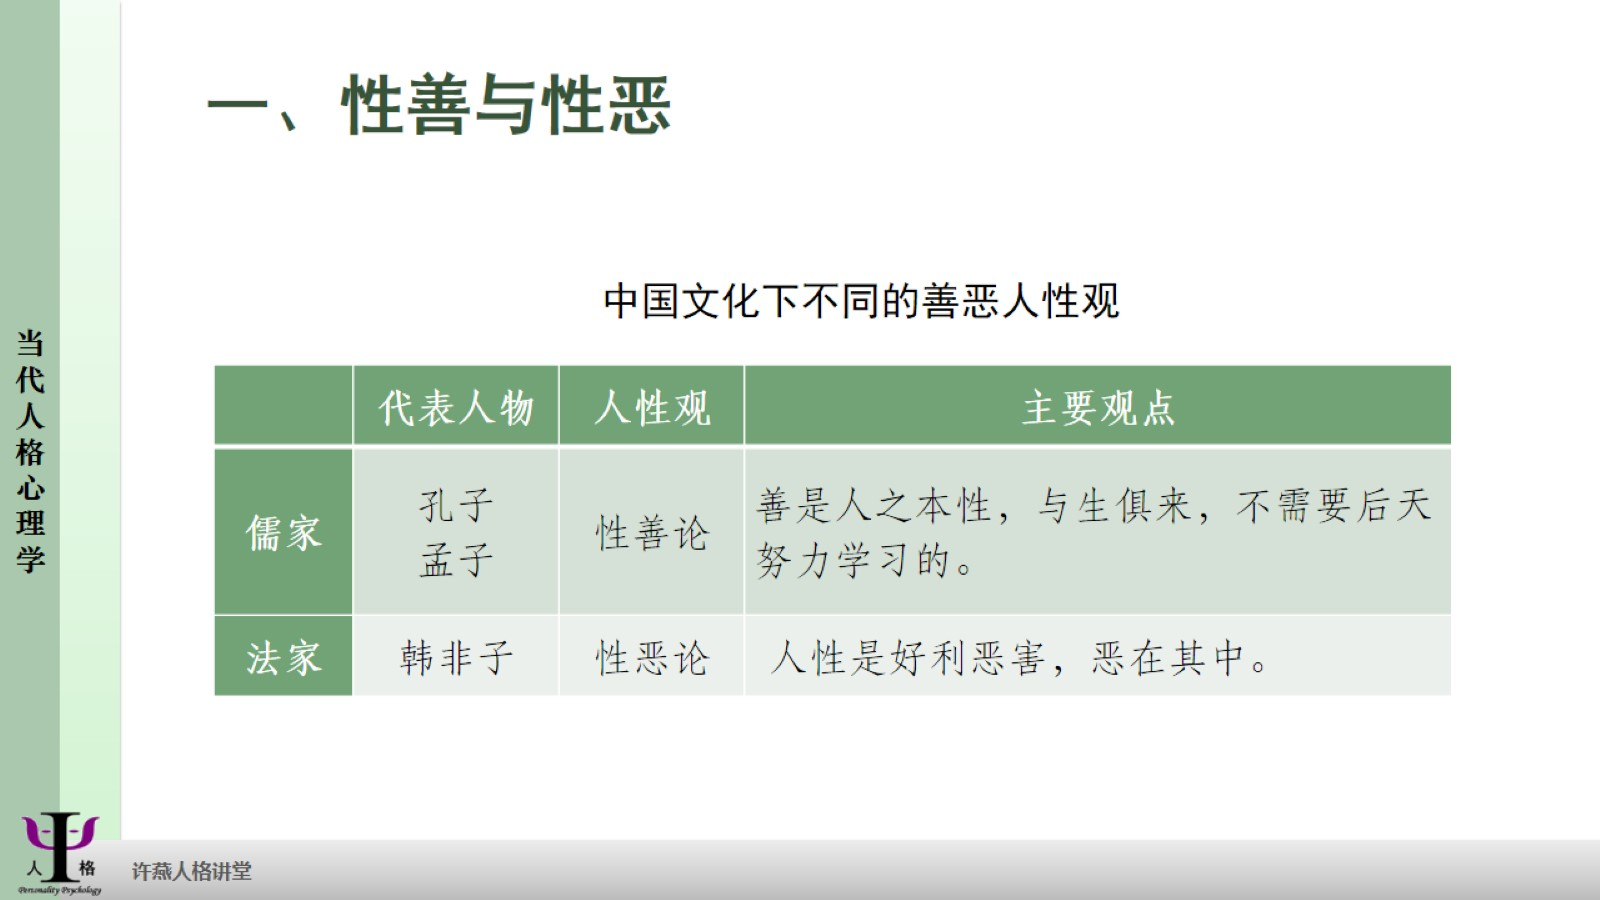 一、性善与性恶
中国文化下不同的善恶人性观
代表人物 人性观 主要观点
儒家 孔子 孟子 性善论 善是人之本性，与生俱来，不需要后天
努力学习的。
法家 韩非子 性恶论 人性是好利恶害，恶在其中。
当代人格心理学
人格
Personality Psychology
许燕人格讲堂